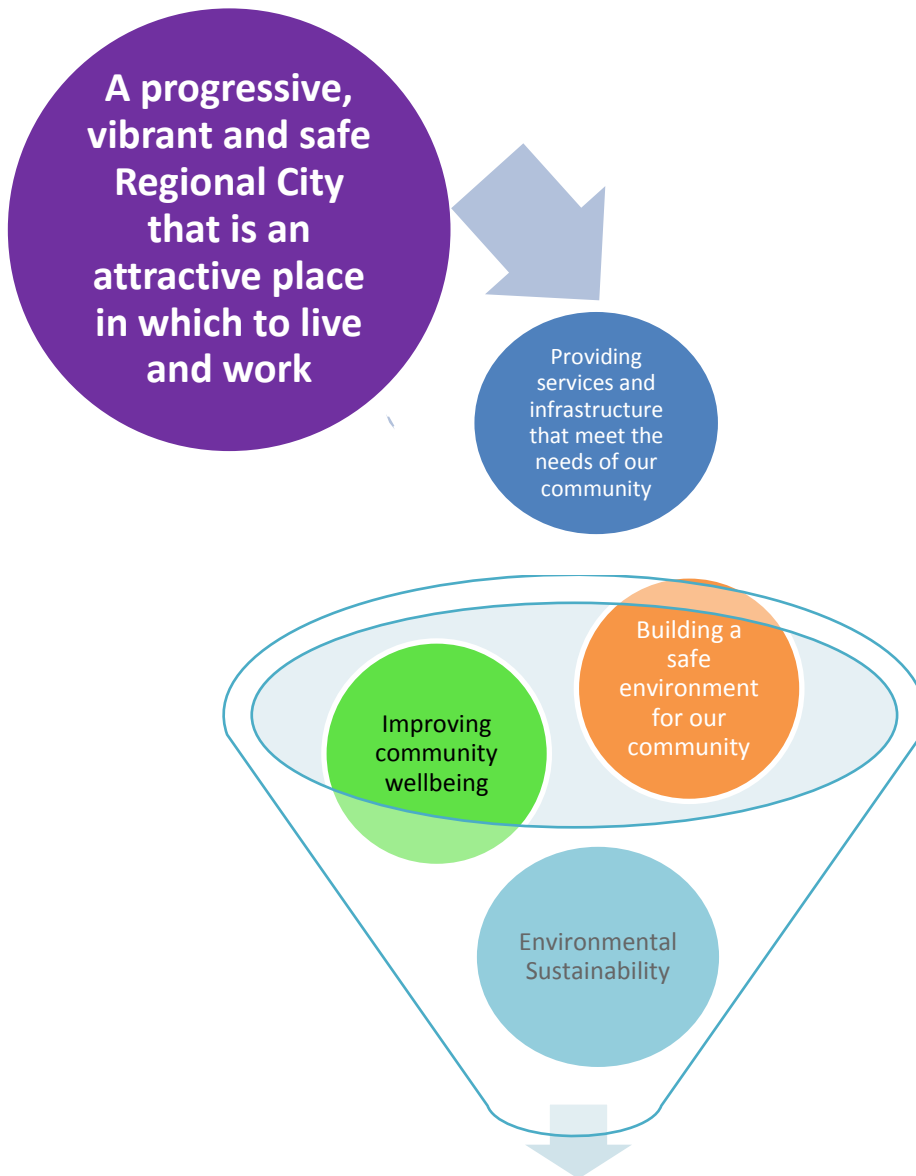 A progressive,
vibrant and safe
Regional City
that is an
attractive place
in which to live
and work
Providing
services and
infrastructure
that meet the
needs of our
community
Building a
safe
environment
for our
community
Improving
community
wellbeing
Environmental
Sustainability